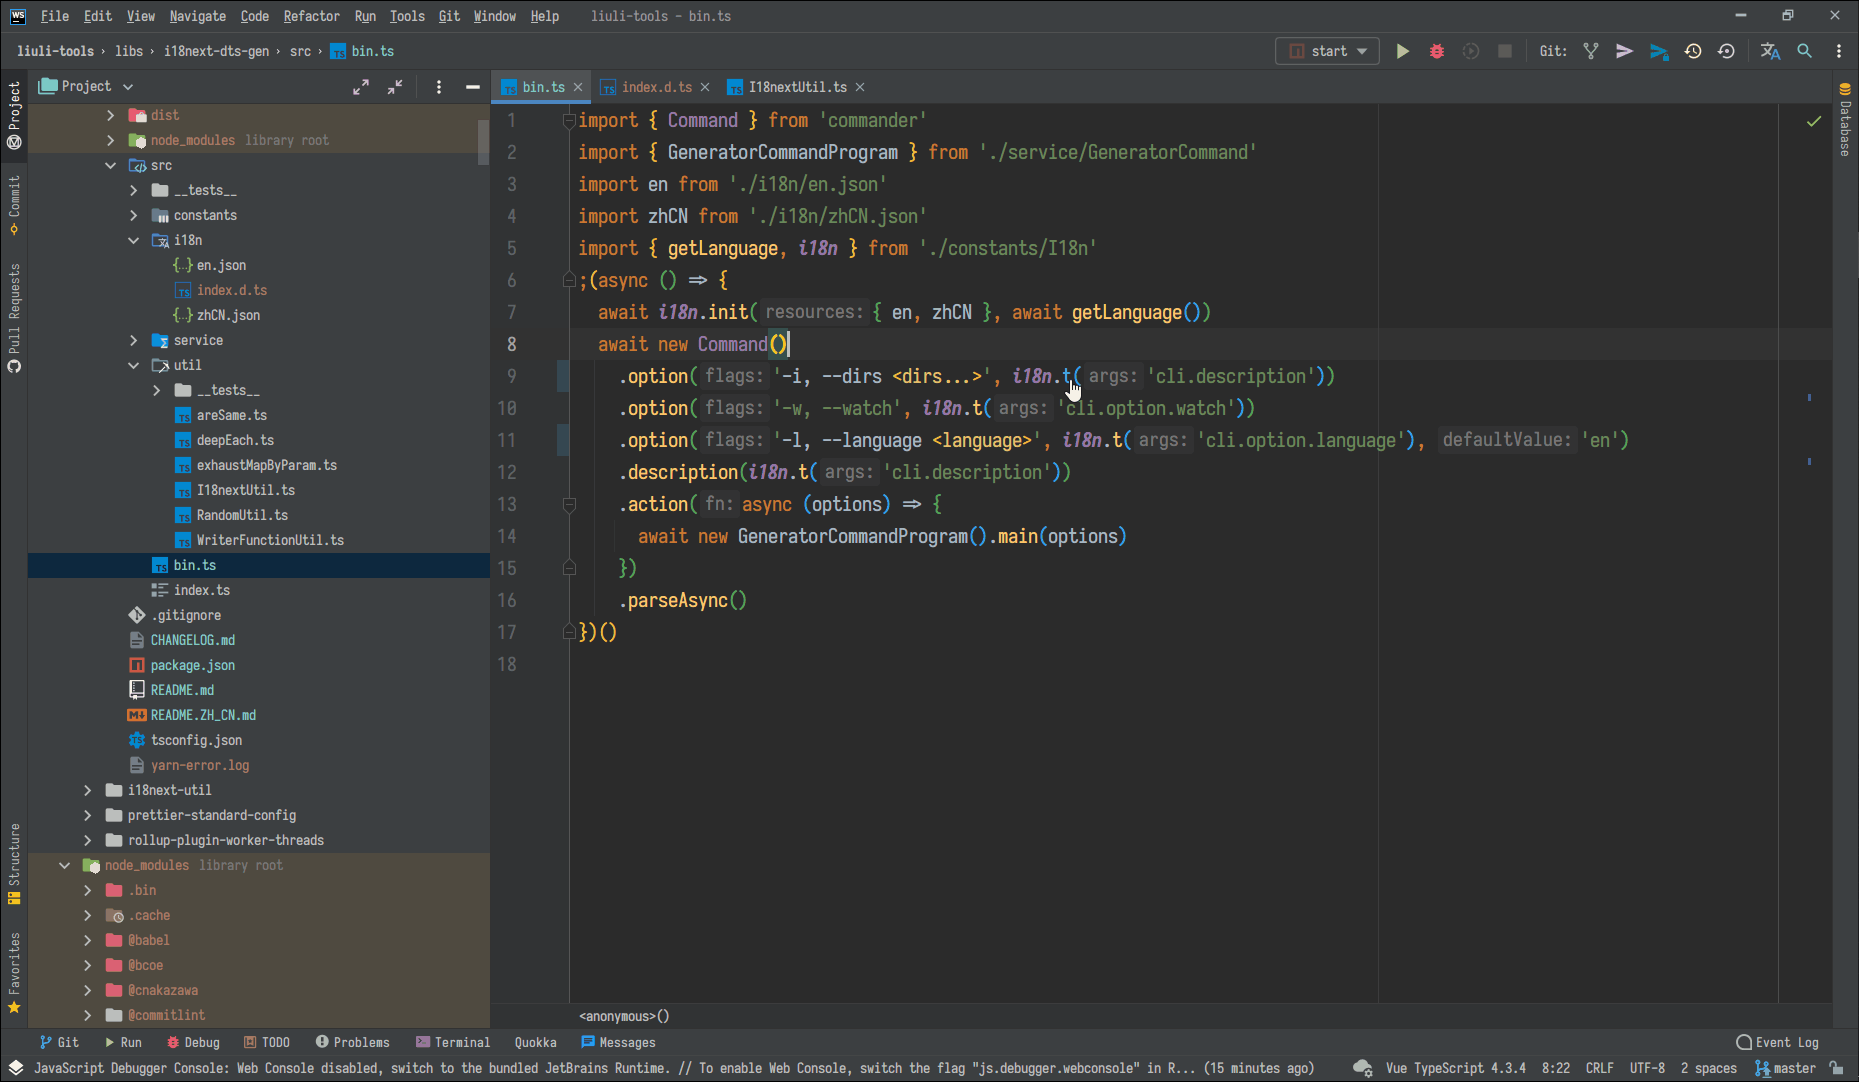 WS File Edit View Navigate Code Refactor Run Tools Git Window Help liuli-tools - bin.ts
liuli-tools › libs › i18next-dts-gen › src › bin.ts
start
Git:
Project
bin.ts
index.d.ts
I18nextUtil.ts
Project
Commit
Pull Requests
Structure
Favorites
Database
dist
node_modules library root
src
__tests__
constants
i18n
en.json
index.d.ts
zhCN.json
service
util
__tests__
areSame.ts
deepEach.ts
exhaustMapByParam.ts
I18nextUtil.ts
RandomUtil.ts
WriterFunctionUtil.ts
bin.ts
index.ts
.gitignore
CHANGELOG.md
package.json
README.md
README.ZH_CN.md
tsconfig.json
yarn-error.log
i18next-util
prettier-standard-config
rollup-plugin-worker-threads
node_modules library root
.bin
.cache
@babel
@bcoe
@cnakazawa
@commitlint
1 import { Command } from 'commander'
2 import { GeneratorCommandProgram } from './service/GeneratorCommand'
3 import en from './i18n/en.json'
4 import zhCN from './i18n/zhCN.json'
5 import { getLanguage, i18n } from './constants/I18n'
6 ;(async () => {
7 await i18n.init( resources: { en, zhCN }, await getLanguage())
8 await new Command()
9 .option( flags: '-i, --dirs <dirs...>', i18n.t( args: 'cli.description'))
10 .option( flags: '-w, --watch', i18n.t( args: 'cli.option.watch'))
11 .option( flags: '-l, --language <language>', i18n.t( args: 'cli.option.language'), defaultValue: 'en')
12 .description(i18n.t( args: 'cli.description'))
13 .action( fn: async (options) => {
14 await new GeneratorCommandProgram().main(options)
15 })
16 .parseAsync()
17 })()
18
<anonymous>()
Git Run Debug TODO Problems Terminal Quokka Messages Event Log
JavaScript Debugger Console: Web Console disabled, switch to the bundled JetBrains Runtime. // To enable Web Console, switch the flag "js.debugger.webconsole" in R... (15 minutes ago) Vue TypeScript 4.3.4 8:22 CRLF UTF-8 2 spaces master